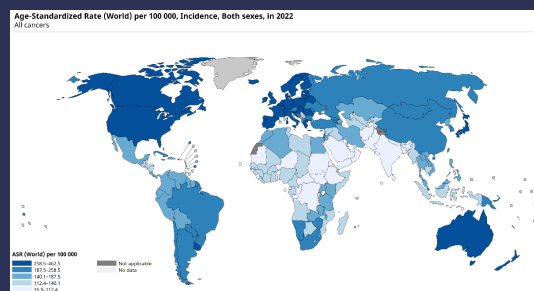 Age-Standardized Rate (World) per 100 000, Incidence, Both sexes, in 2022
All cancers
ASR (World) per 100 000
258.5–462.5
187.5–258.5
140.1–187.5
112.4–140.1
Not applicable
No data